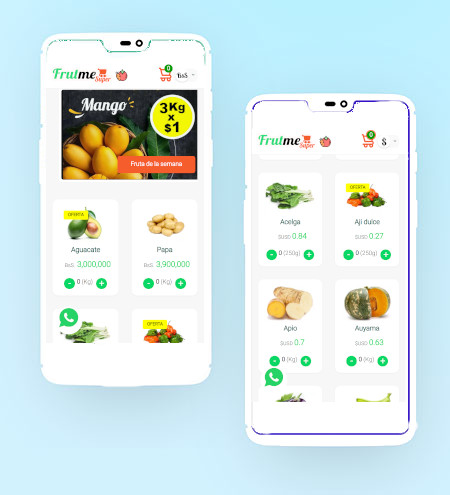 Frutme
super
0
BsS
Mango
3Kg
x
$1
Fruta de la semana
OFERTA
Aguacate
BsS. 3,000,000
- 0 (Kg) +
Papa
BsS. 3,900,000
- 0 (Kg) +
OFERTA
Frutme
super
0
$
Acelga
$USD 0.84
- 0 (250g) +
OFERTA
Ají dulce
$USD 0.27
- 0 (250g) +
Apio
$USD 0.7
- 0 (Kg) +
Auyama
$USD 0.63
- 0 (Kg) +